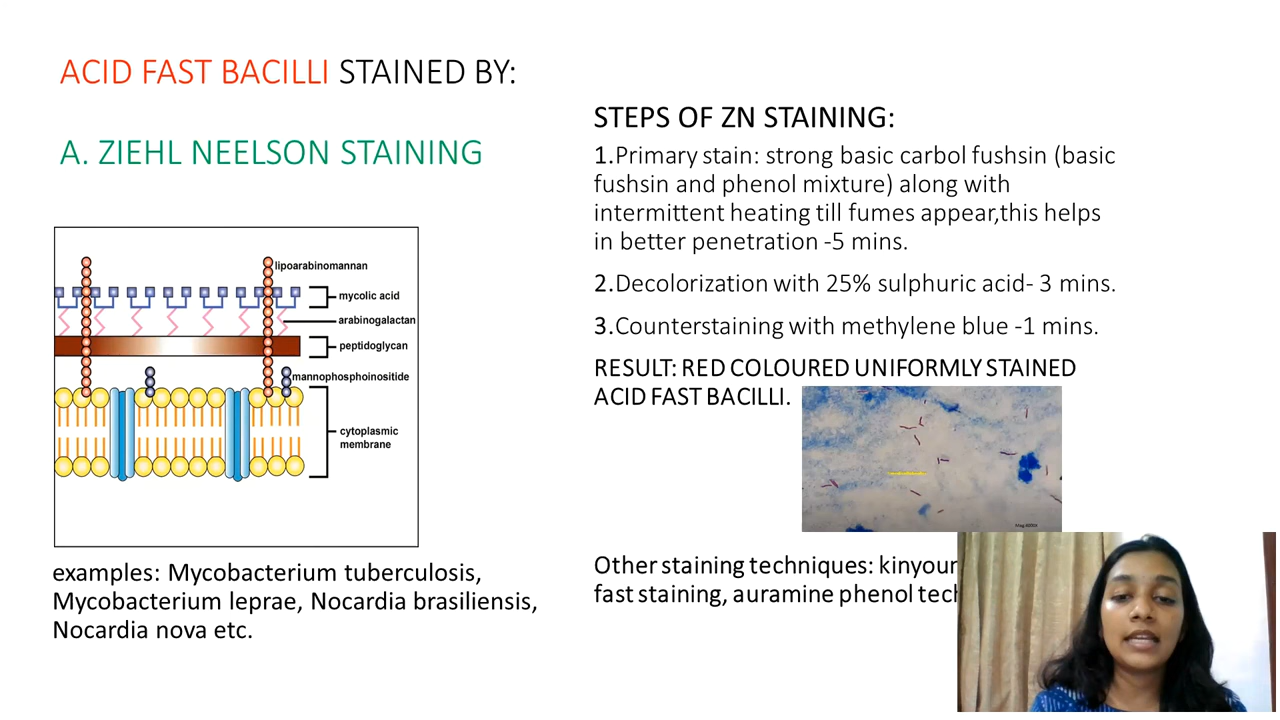 ACID FAST BACILLI STAINED BY:
A. ZIEHL NEELSON STAINING
lipoarabinomannan
mycolic acid
arabinogalactan
peptidoglycan
mannophosphoinositide
cytoplasmic
membrane
examples: Mycobacterium tuberculosis,
Mycobacterium leprae, Nocardia brasiliensis,
Nocardia nova etc.
STEPS OF ZN STAINING:
1.Primary stain: strong basic carbol fushsin (basic
fushsin and phenol mixture) along with
intermittent heating till fumes appear,this helps
in better penetration -5 mins.
2.Decolorization with 25% sulphuric acid- 3 mins.
3.Counterstaining with methylene blue -1 mins.
RESULT: RED COLOURED UNIFORMLY STAINED
ACID FAST BACILLI.
Other staining techniques: kinyour
fast staining, auramine phenol